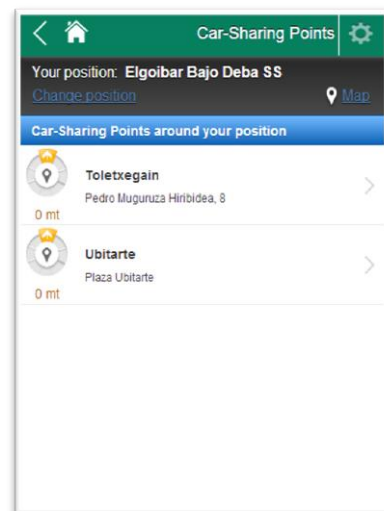 Car-Sharing Points
Your position: Elgoibar Bajo Deba SS
Change position
Map
Car-Sharing Points around your position
Toletxegain
Pedro Muguruza Hiribidea, 8
0 mt
Ubitarte
Plaza Ubitarte
0 mt